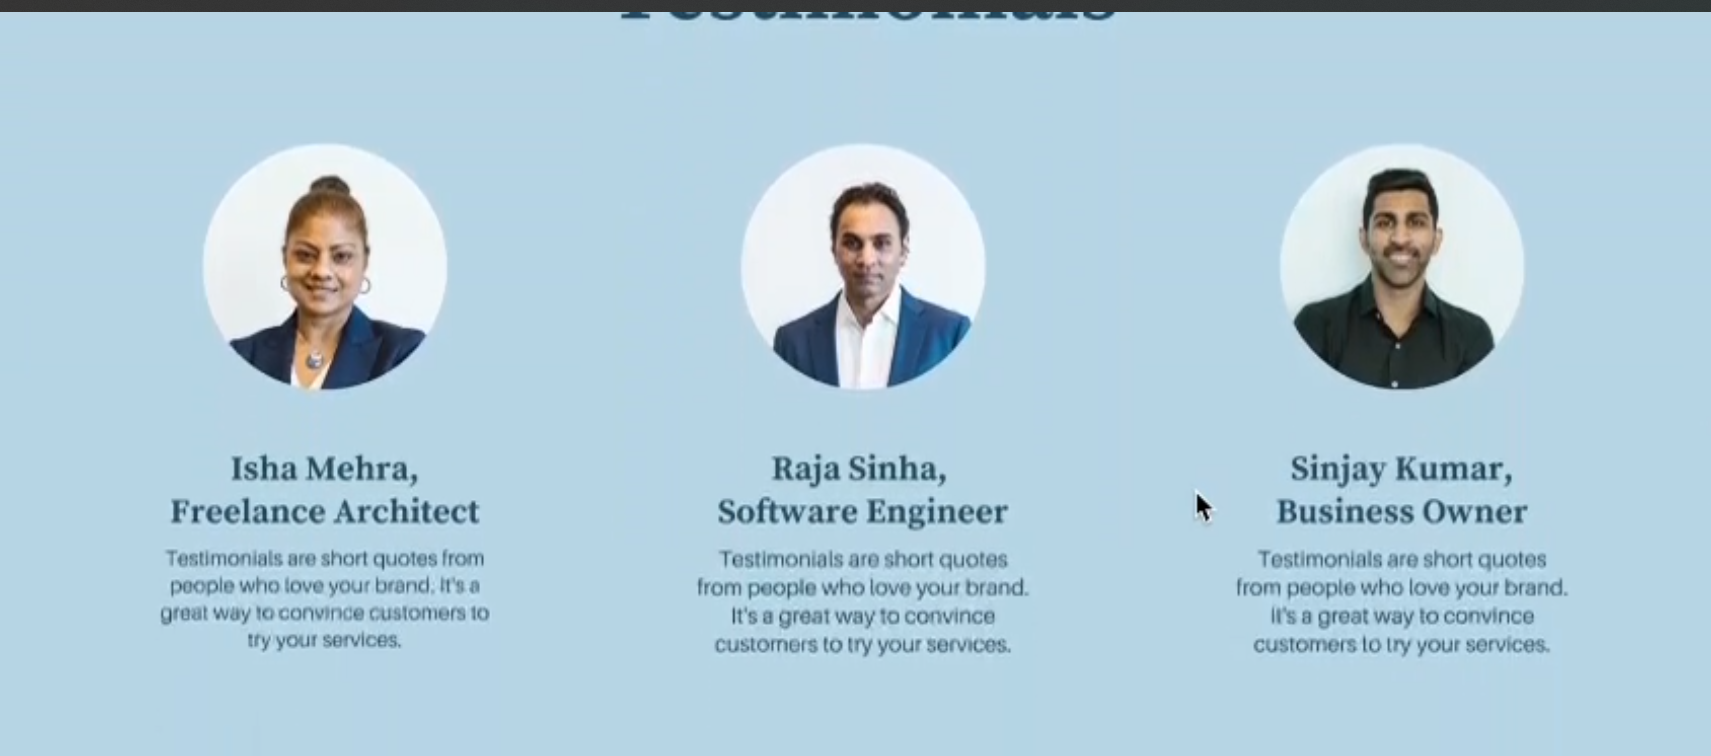 Testimonials
Isha Mehra,
Freelance Architect
Testimonials are short quotes from
people who love your brand. It's a
great way to convince customers to
try your services.
Raja Sinha,
Software Engineer
Testimonials are short quotes
from people who love your brand.
It's a great way to convince
customers to try your services.
Sinjay Kumar,
Business Owner
Testimonials are short quotes
from people who love your brand.
It's a great way to convince
customers to try your services.